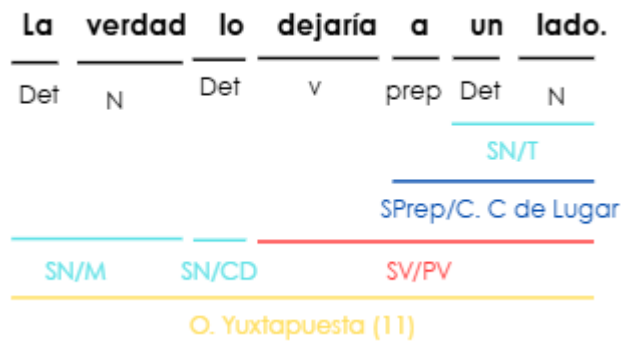 La verdad lo dejaría a un lado.
Det N Det v prep Det N
SN/T
SPrep/C. C de Lugar
SN/M SN/CD SV/PV
O. Yuxtapuesta (11)